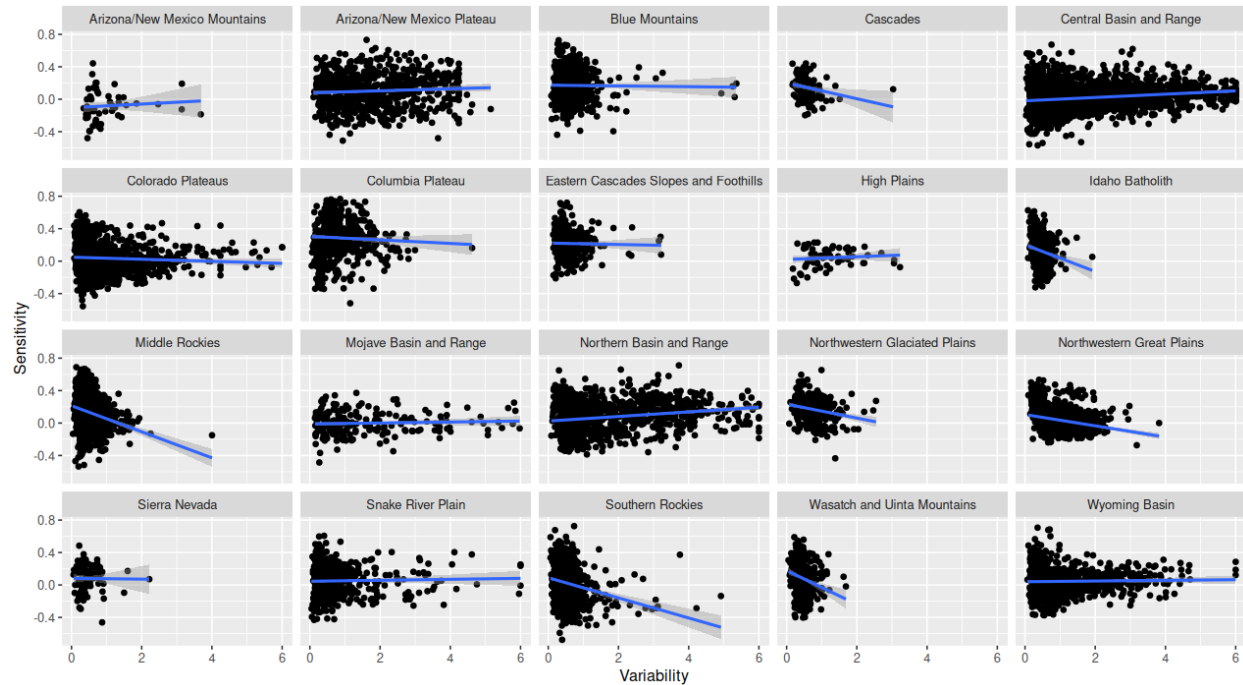 Arizona/New Mexico Mountains
Arizona/New Mexico Plateau
Blue Mountains
Cascades
Central Basin and Range
0.8
0.4
0.0
-0.4
Colorado Plateaus
Columbia Plateau
Eastern Cascades Slopes and Foothills
High Plains
Idaho Batholith
0.8
0.4
0.0
-0.4
Sensitivity
Middle Rockies
Mojave Basin and Range
Northern Basin and Range
Northwestern Glaciated Plains
Northwestern Great Plains
0.8
0.4
0.0
-0.4
Sierra Nevada
Snake River Plain
Southern Rockies
Wasatch and Uinta Mountains
Wyoming Basin
0.8
0.4
0.0
-0.4
0 2 4 6
0 2 4 6
0 2 4 6
0 2 4 6
0 2 4 6
Variability